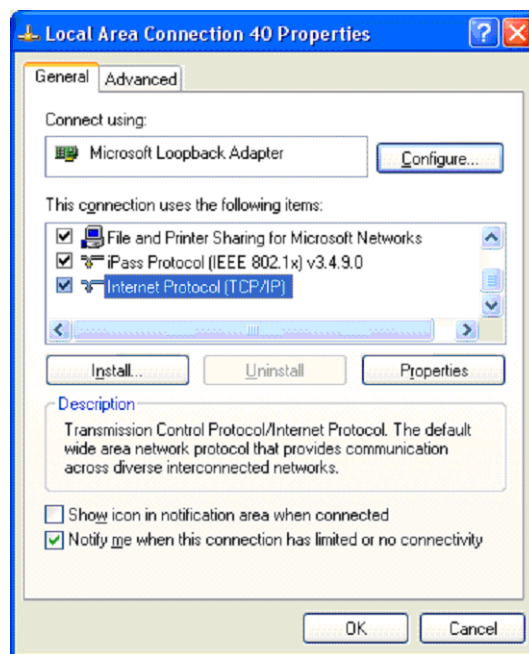 Local Area Connection 40 Properties
General Advanced
Connect using:
Microsoft Loopback Adapter
Configure...
This connection uses the following items:
File and Printer Sharing for Microsoft Networks
iPass Protocol (IEEE 802.1x) v3.4.9.0
Internet Protocol (TCP/IP)
Install... Uninstall Properties
Description
Transmission Control Protocol/Internet Protocol. The default
wide area network protocol that provides communication
across diverse interconnected networks.
Show icon in notification area when connected
Notify me when this connection has limited or no connectivity
OK Cancel